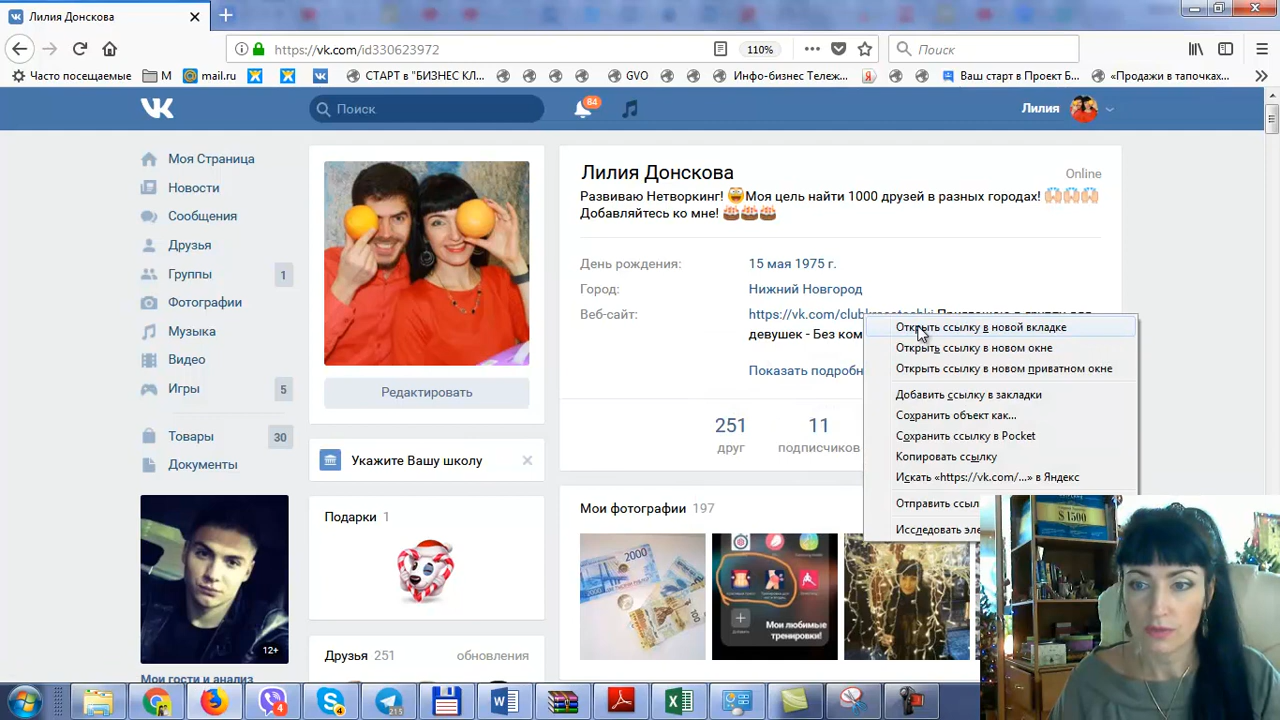 Лилия Донскова
https://vk.com/id330623972
110%
Поиск
Часто посещаемые
М
mail.ru
СТАРТ в "БИЗНЕС КЛ...
GVO
Инфо-бизнес Тележ...
Ваш старт в Проект Б...
«Продажи в тапочках...
Поиск
84
Лилия
Моя Страница
Новости
Сообщения
Друзья
Группы 1
Фотографии
Музыка
Видео
Игры 5
Товары 30
Документы
12+
Мои гости и анализ
Редактировать
Укажите Вашу школу
Подарки 1
Друзья 251 обновления
Лилия Донскова
Online
Развиваю Нетворкинг! Моя цель найти 1000 друзей в разных городах!
Добавляйтесь ко мне!
День рождения: 15 мая 1975 г.
Город: Нижний Новгород
Веб-сайт: https://vk.com/club
девушек - Без ком
Показать подробн
251
друг
11
подписчиков
Мои фотографии 197
Добавить
Мои любимые
тренировки!
Открыть ссылку в новой вкладке
Открыть ссылку в новом окне
Открыть ссылку в новом приватном окне
Добавить ссылку в закладки
Сохранить объект как...
Сохранить ссылку в Pocket
Копировать ссылку
Искать «https://vk.com/...» в Яндекс
Отправить ссыл
Исследовать эле
$ 1500
4
4
215